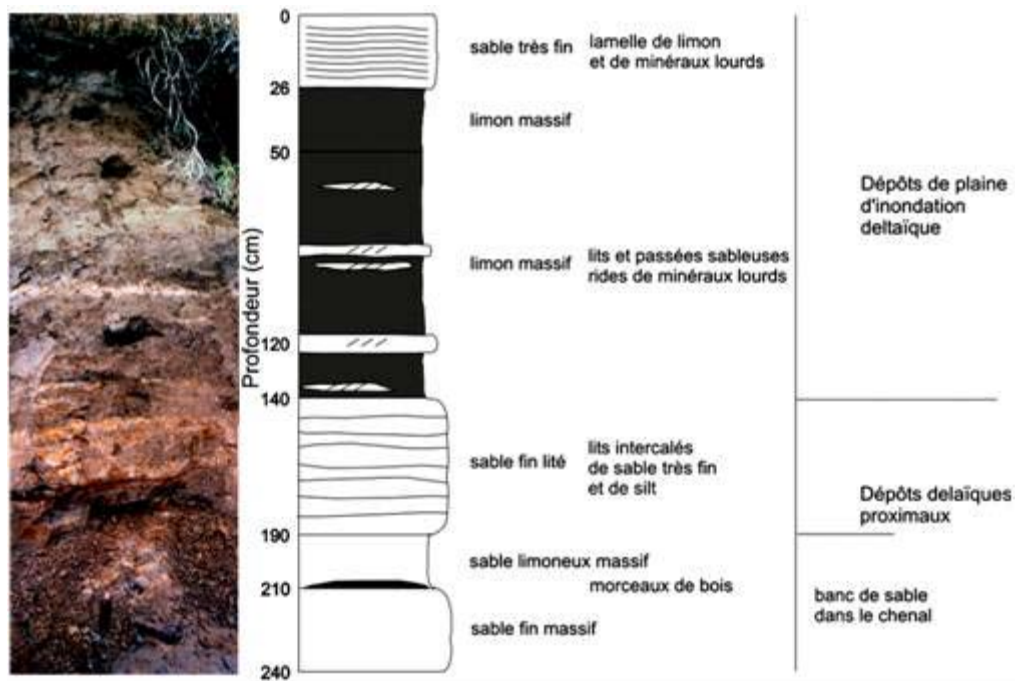 Profondeur (cm)
0
sable très fin
lamelle de limon
et de minéraux lourds
26
limon massif
50
limon massif
lits et passées sableuses
rides de minéraux lourds
120
140
sable fin lité
lits intercalés
de sable très fin
et de silt
190
sable limoneux massif
morceaux de bois
210
sable fin massif
240
Dépôts de plaine
d'inondation
deltaïque
Dépôts delaïques
proximaux
banc de sable
dans le chenal